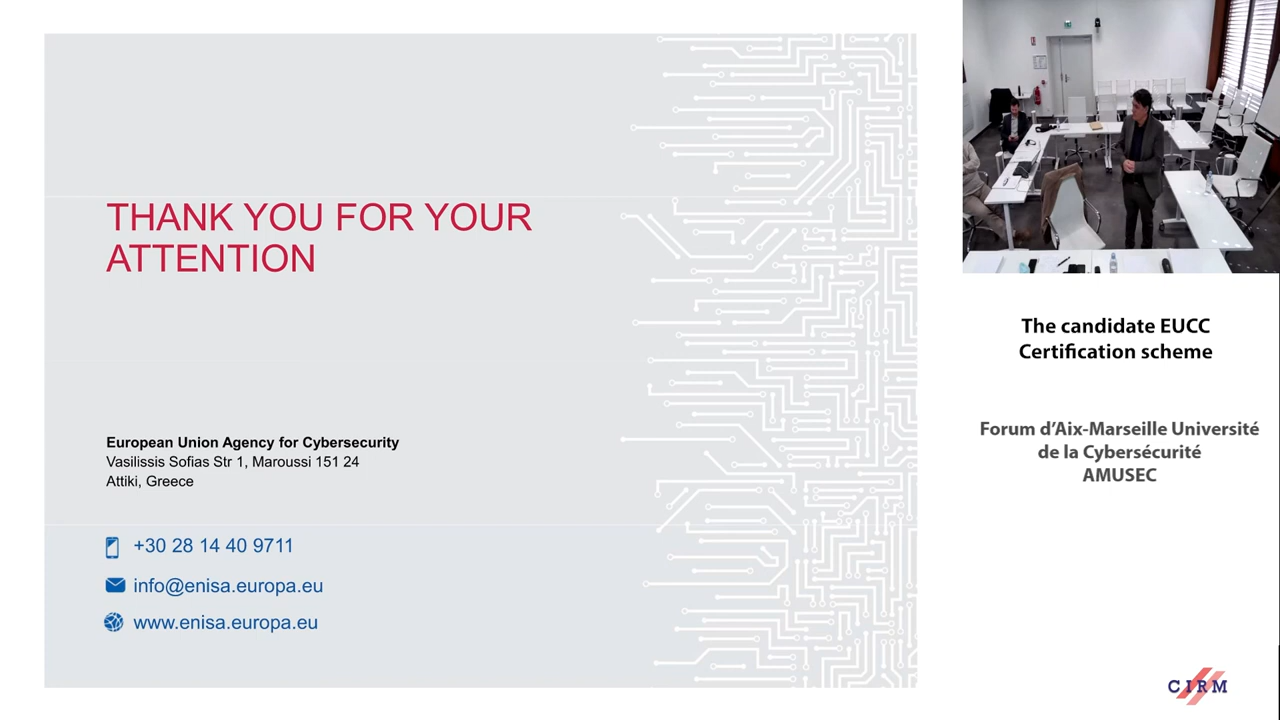 THANK YOU FOR YOUR
ATTENTION
European Union Agency for Cybersecurity
Vasilissis Sofias Str 1, Maroussi 151 24
Attiki, Greece
+30 28 14 40 9711
info@enisa.europa.eu
www.enisa.europa.eu
The candidate EUCC
Certification scheme
Forum d’Aix-Marseille Université
de la Cybersécurité
AMUSEC
CIRM